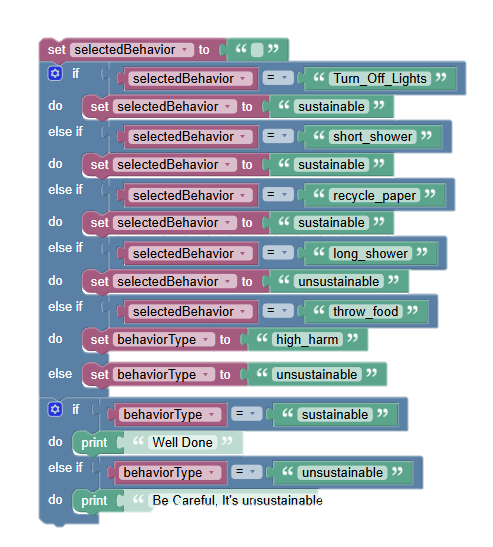 set selectedBehavior to “ ”
if selectedBehavior = “ Turn_Off_Lights ”
do set selectedBehavior to “ sustainable ”
else if selectedBehavior = “ short_shower ”
do set selectedBehavior to “ sustainable ”
else if selectedBehavior = “ recycle_paper ”
do set selectedBehavior to “ sustainable ”
else if selectedBehavior = “ long_shower ”
do set selectedBehavior to “ unsustainable ”
else if selectedBehavior = “ throw_food ”
do set behaviorType to “ high_harm ”
else set behaviorType to “ unsustainable ”
if behaviorType = “ sustainable ”
do print “ Well Done ”
else if behaviorType = “ unsustainable ”
do print “ Be Careful, It's unsustainable